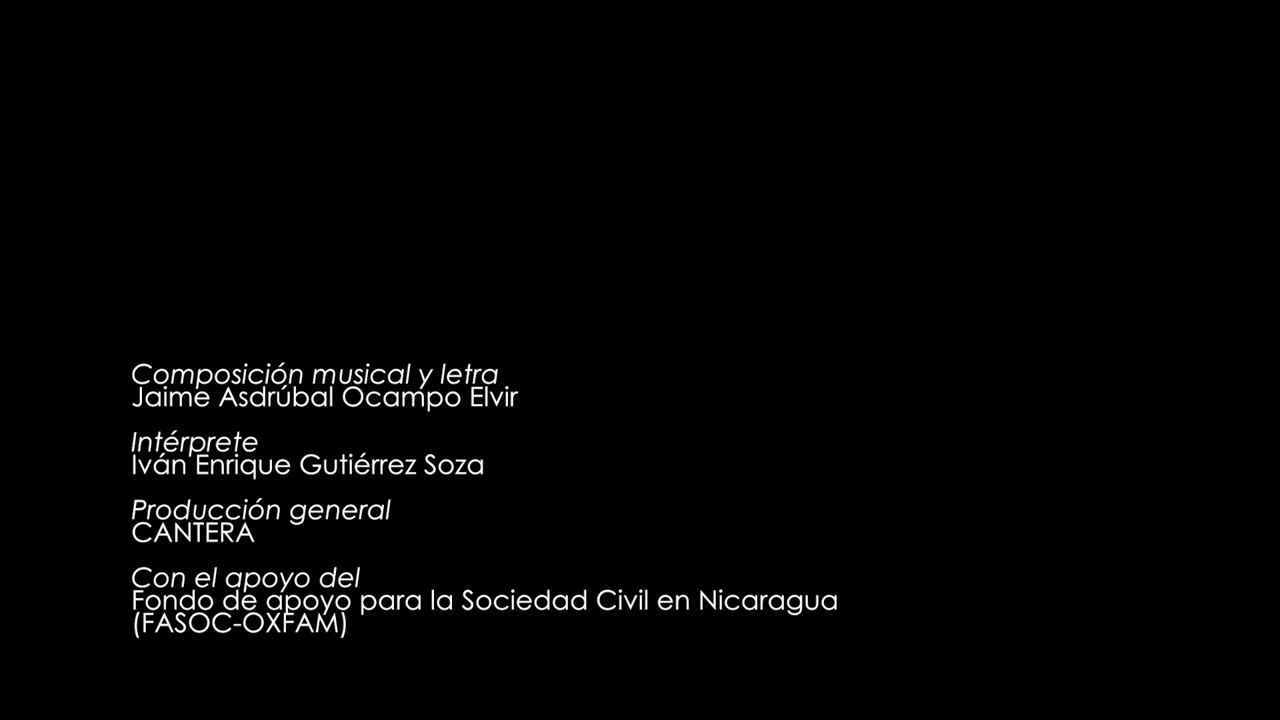 Composición musical y letra
Jaime Asdrúbal Ocampo Elvir
Intérprete
Iván Enrique Gutiérrez Soza
Producción general
CANTERA
Con el apoyo del
Fondo de apoyo para la Sociedad Civil en Nicaragua
(FASOC-OXFAM)